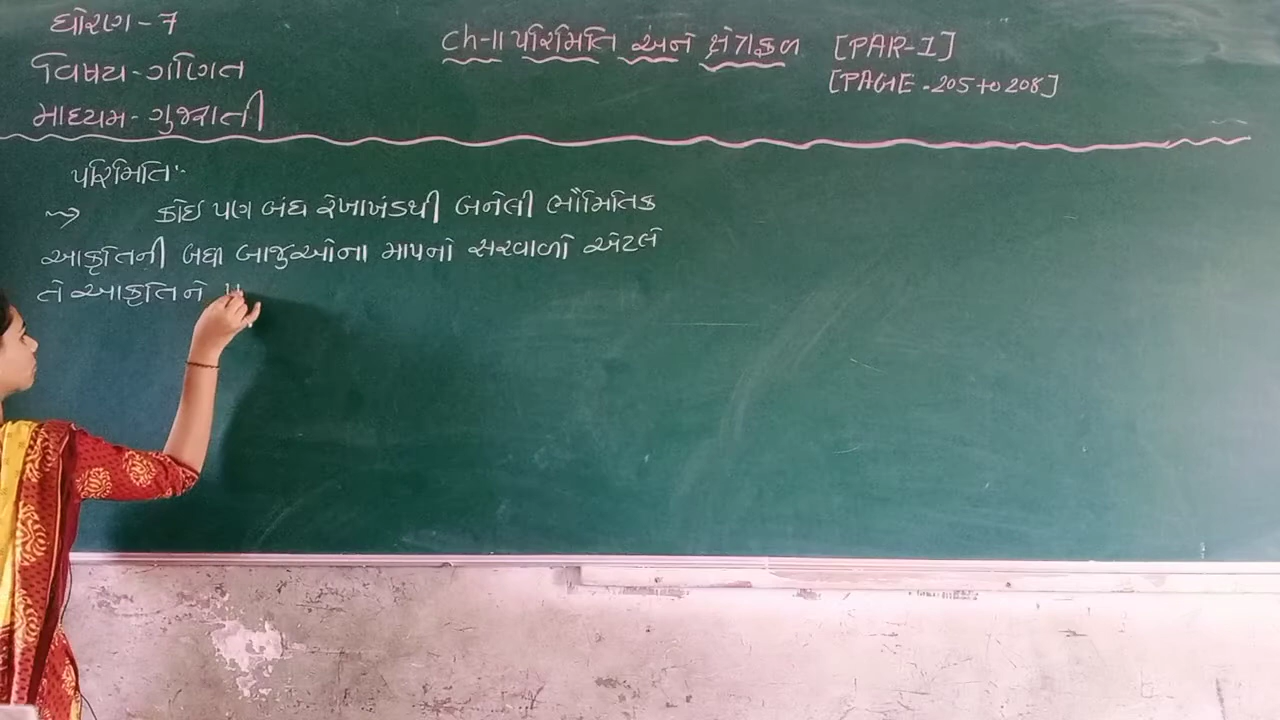 ધોરણ - 7
વિષય - ગણિત
માધ્યમ - ગુજરાતી
Ch-11 પરિમિતિ અને ક્ષેત્રફળ [PAR-I]
[PAGE - 205 to 208]
પરિમિતિ:-
→ કોઈ પણ બંધ રેખાખંડથી બનેલી ભૌમિતિક
આકૃતિની બધી બાજુઓના માપનો સરવાળો એટલે
તે આકૃતિને